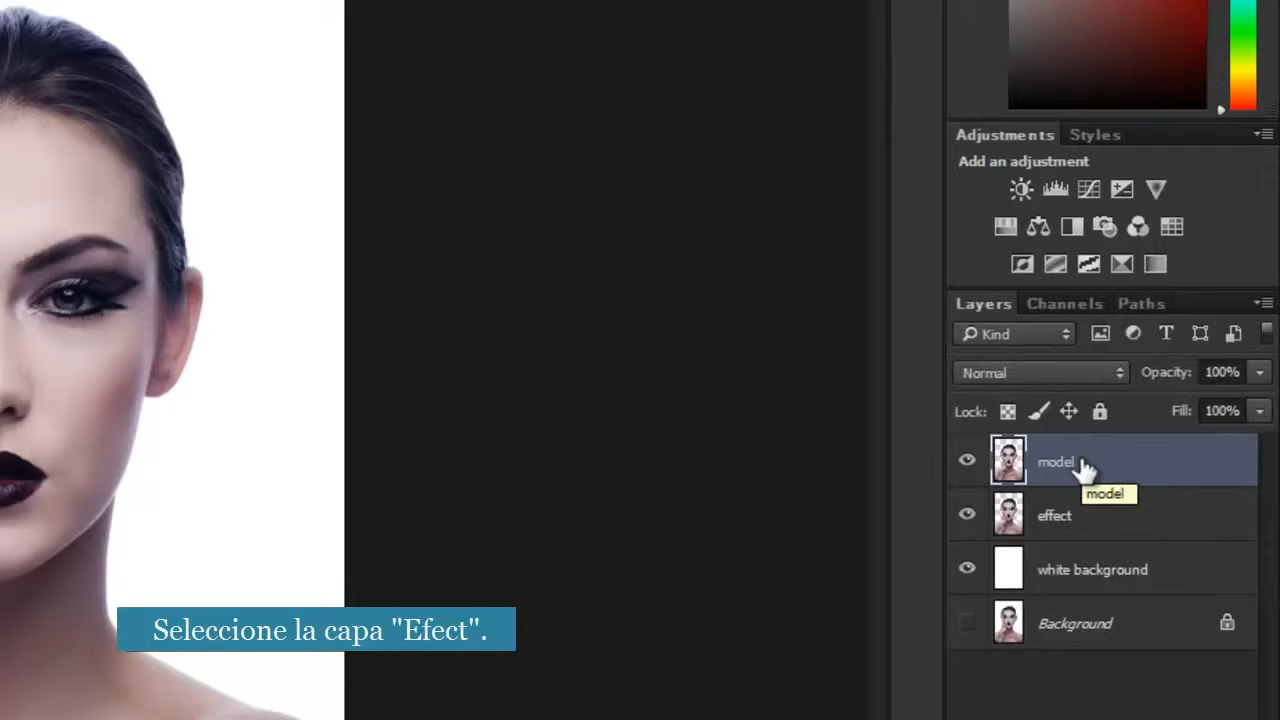 Adjustments Styles
Add an adjustment
Layers Channels Paths
Kind
Normal Opacity: 100%
Lock: Fill: 100%
model
model
effect
white background
Background
Seleccione la capa "Efect".